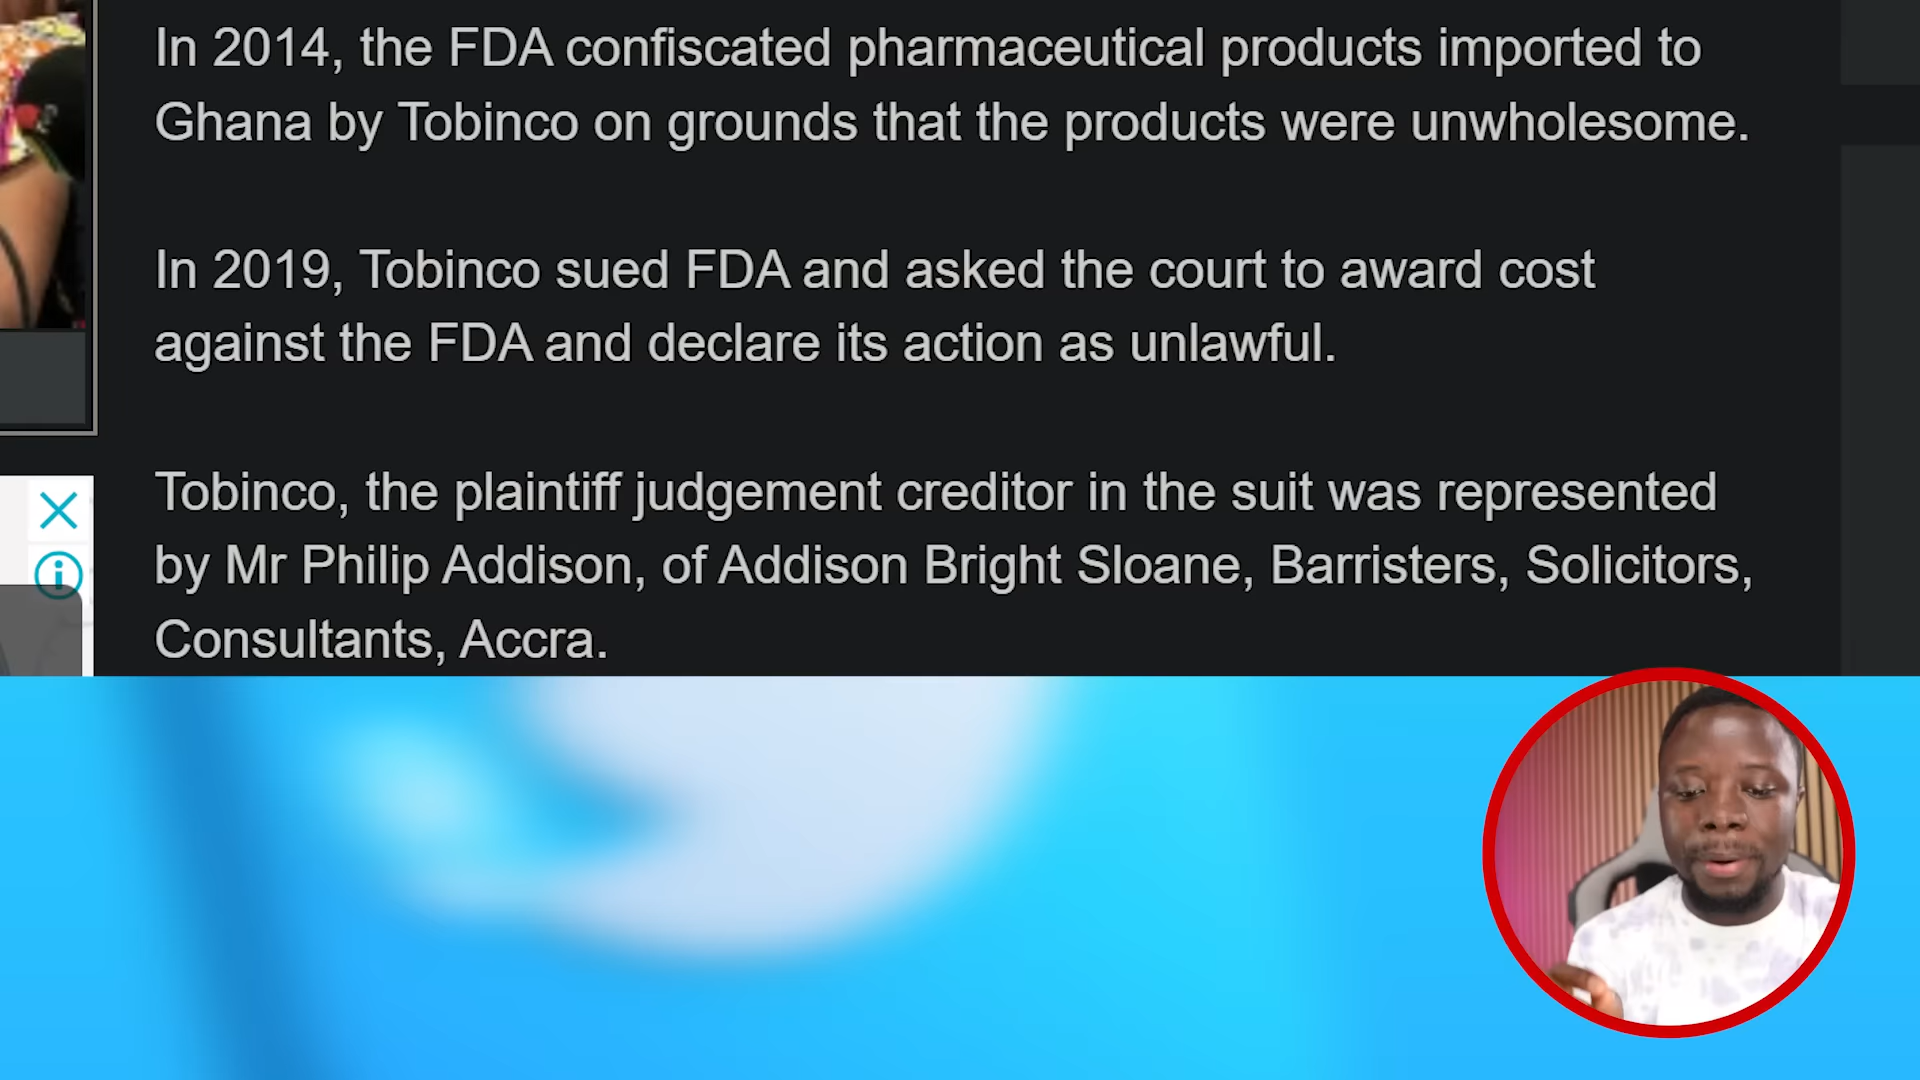 In 2014, the FDA confiscated pharmaceutical products imported to
Ghana by Tobinco on grounds that the products were unwholesome.
In 2019, Tobinco sued FDA and asked the court to award cost
against the FDA and declare its action as unlawful.
Tobinco, the plaintiff judgement creditor in the suit was represented
by Mr Philip Addison, of Addison Bright Sloane, Barristers, Solicitors,
Consultants, Accra.